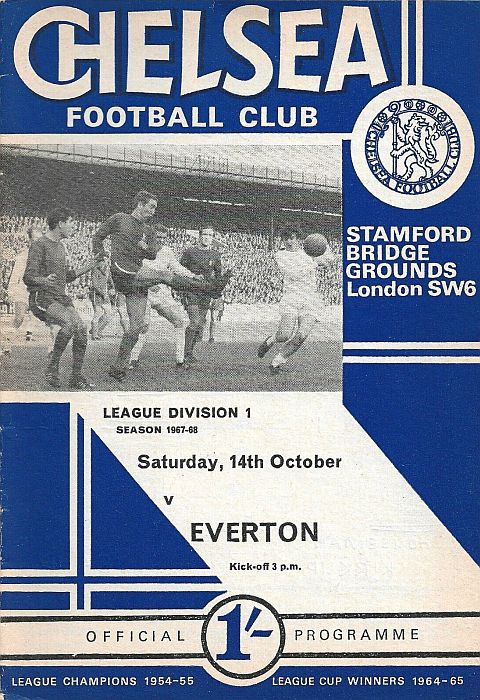 CHELSEA
FOOTBALL CLUB
CHELSEA FOOTBALL CLUB
STAMFORD
BRIDGE
GROUNDS
London SW6
LEAGUE DIVISION 1
SEASON 1967-68
Saturday, 14th October
v
EVERTON
Kick-off 3 p.m.
OFFICIAL 1/- PROGRAMME
LEAGUE CHAMPIONS 1954-55
LEAGUE CUP WINNERS 1964-65